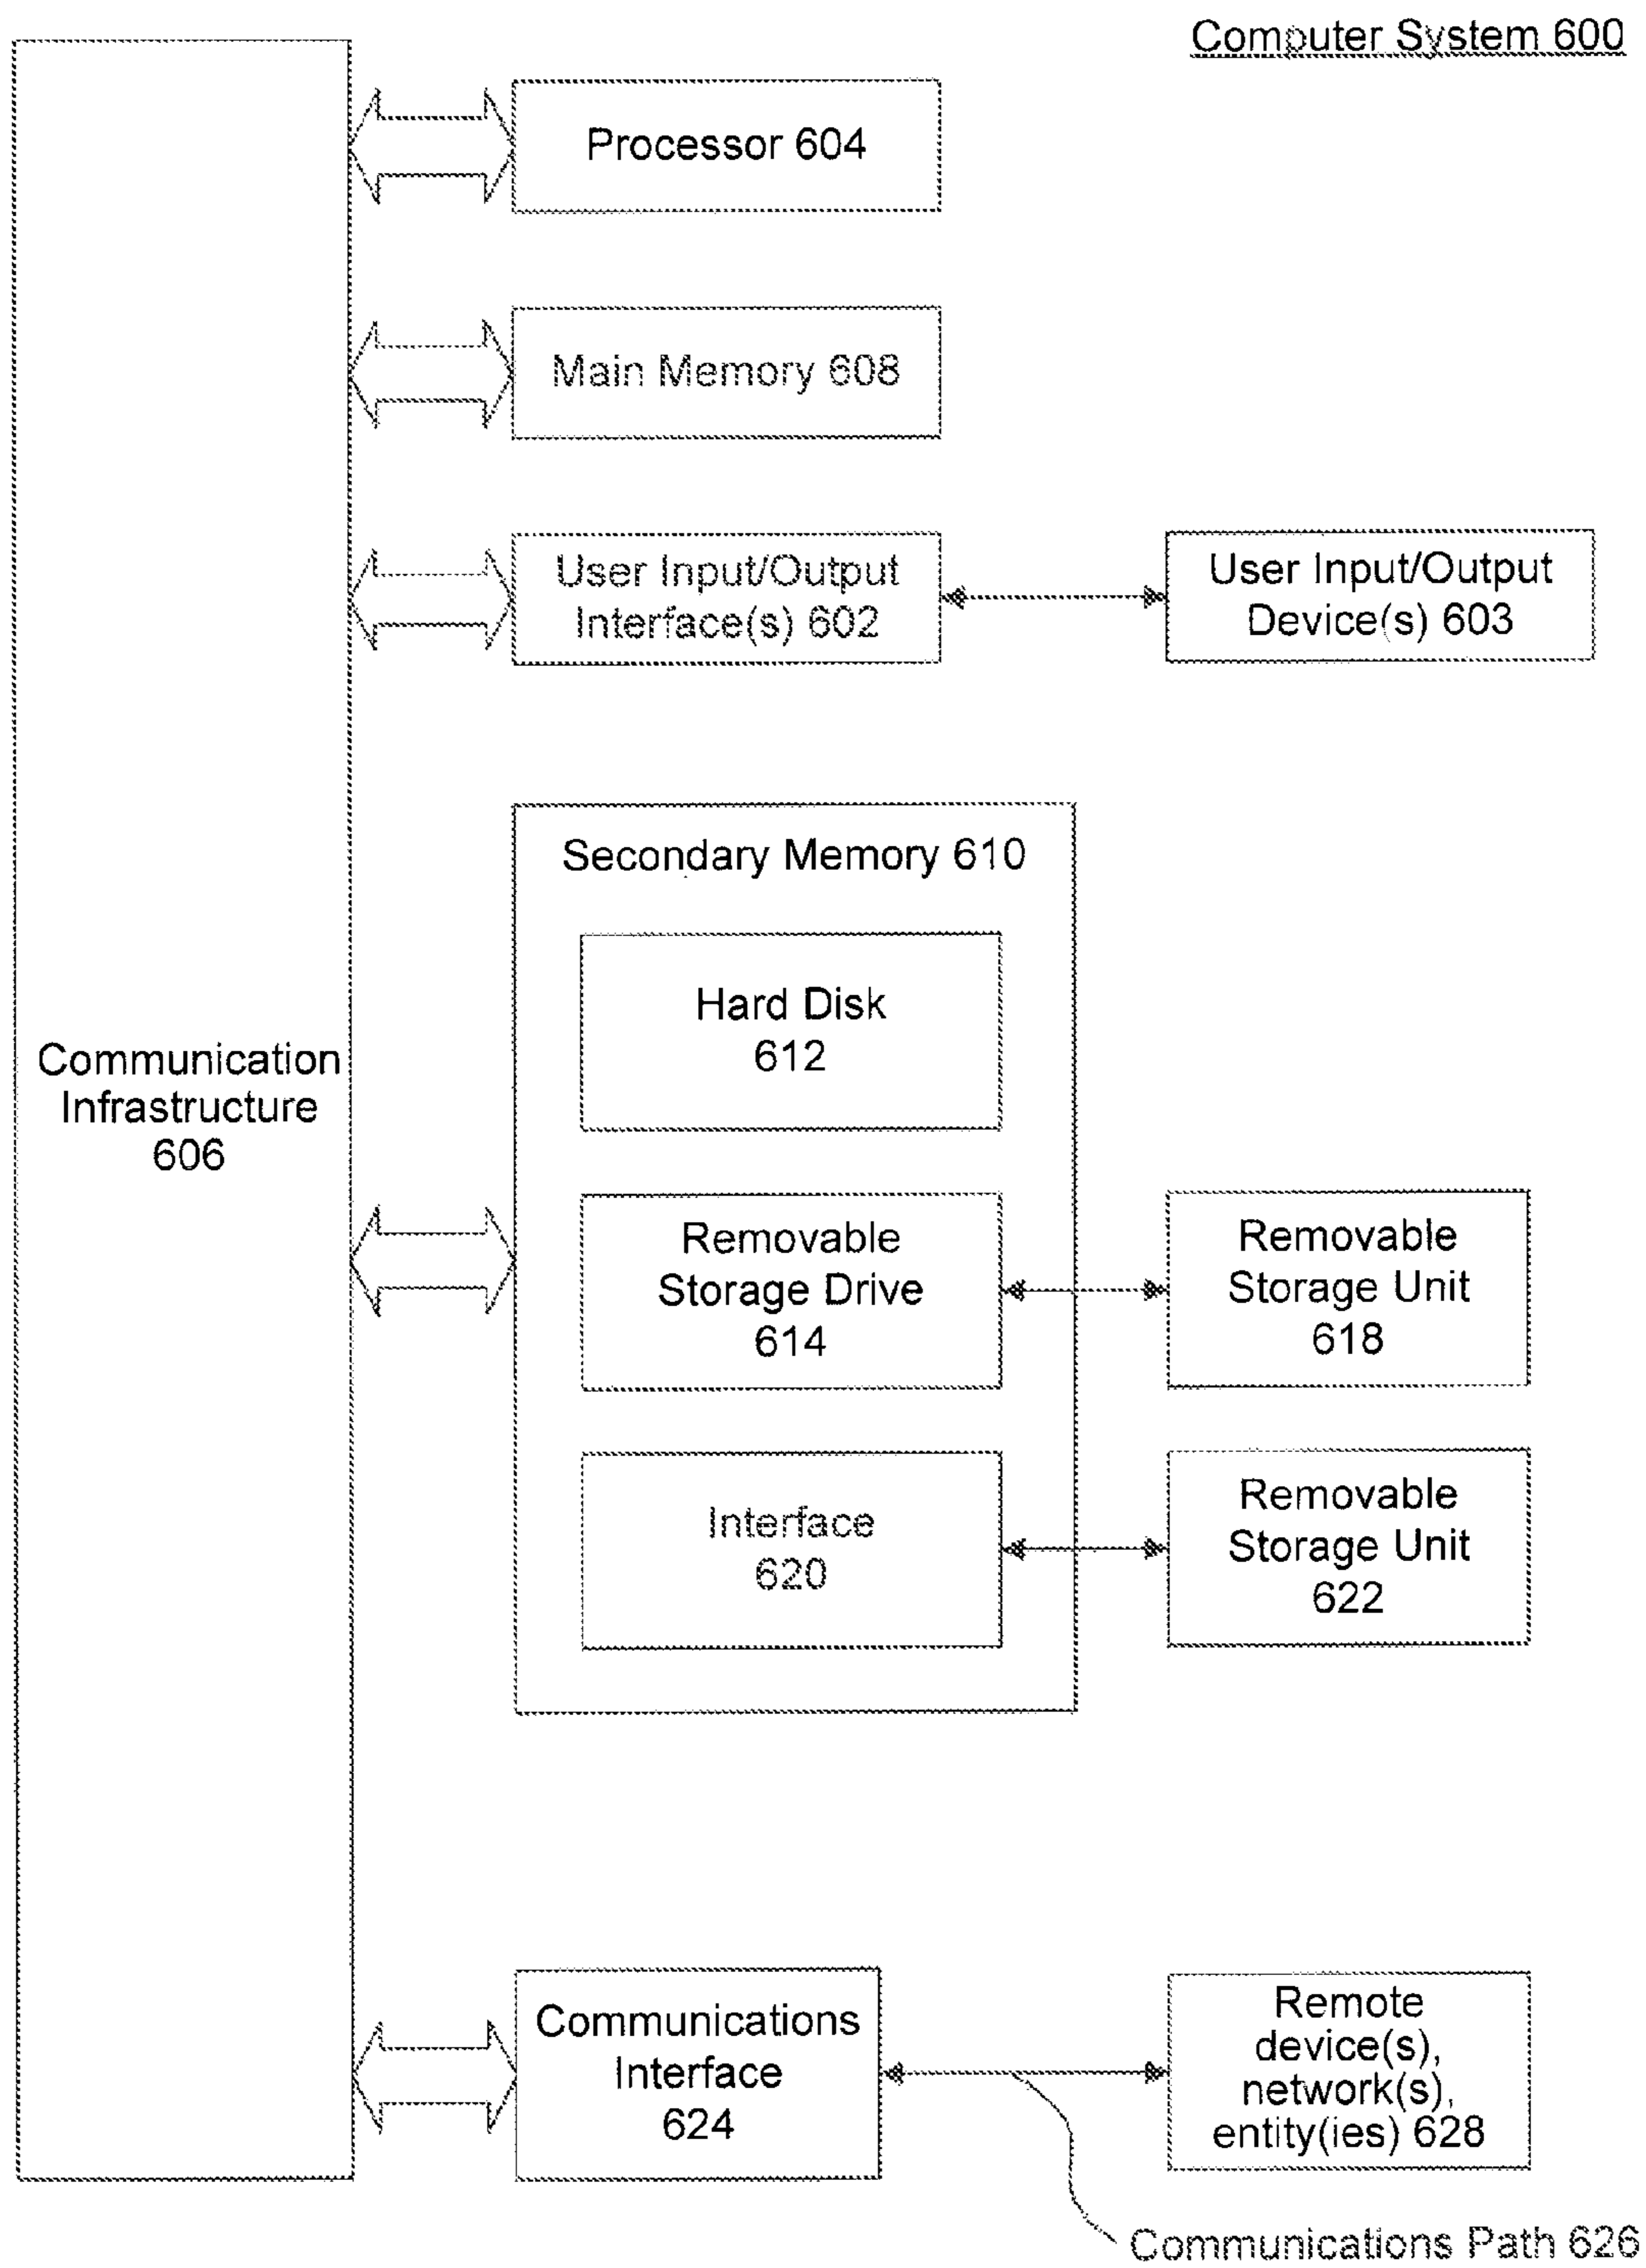 Computer System 600
Processor 604
Main Memory 608
User Input/Output
Interface(s) 602
User Input/Output
Device(s) 603
Secondary Memory 610
Hard Disk
612
Communication
Infrastructure
606
Removable
Storage Drive
614
Removable
Storage Unit
618
Interface
620
Removable
Storage Unit
622
Communications
Interface
624
Remote
device(s),
network(s),
entity(ies) 628
Communications Path 626